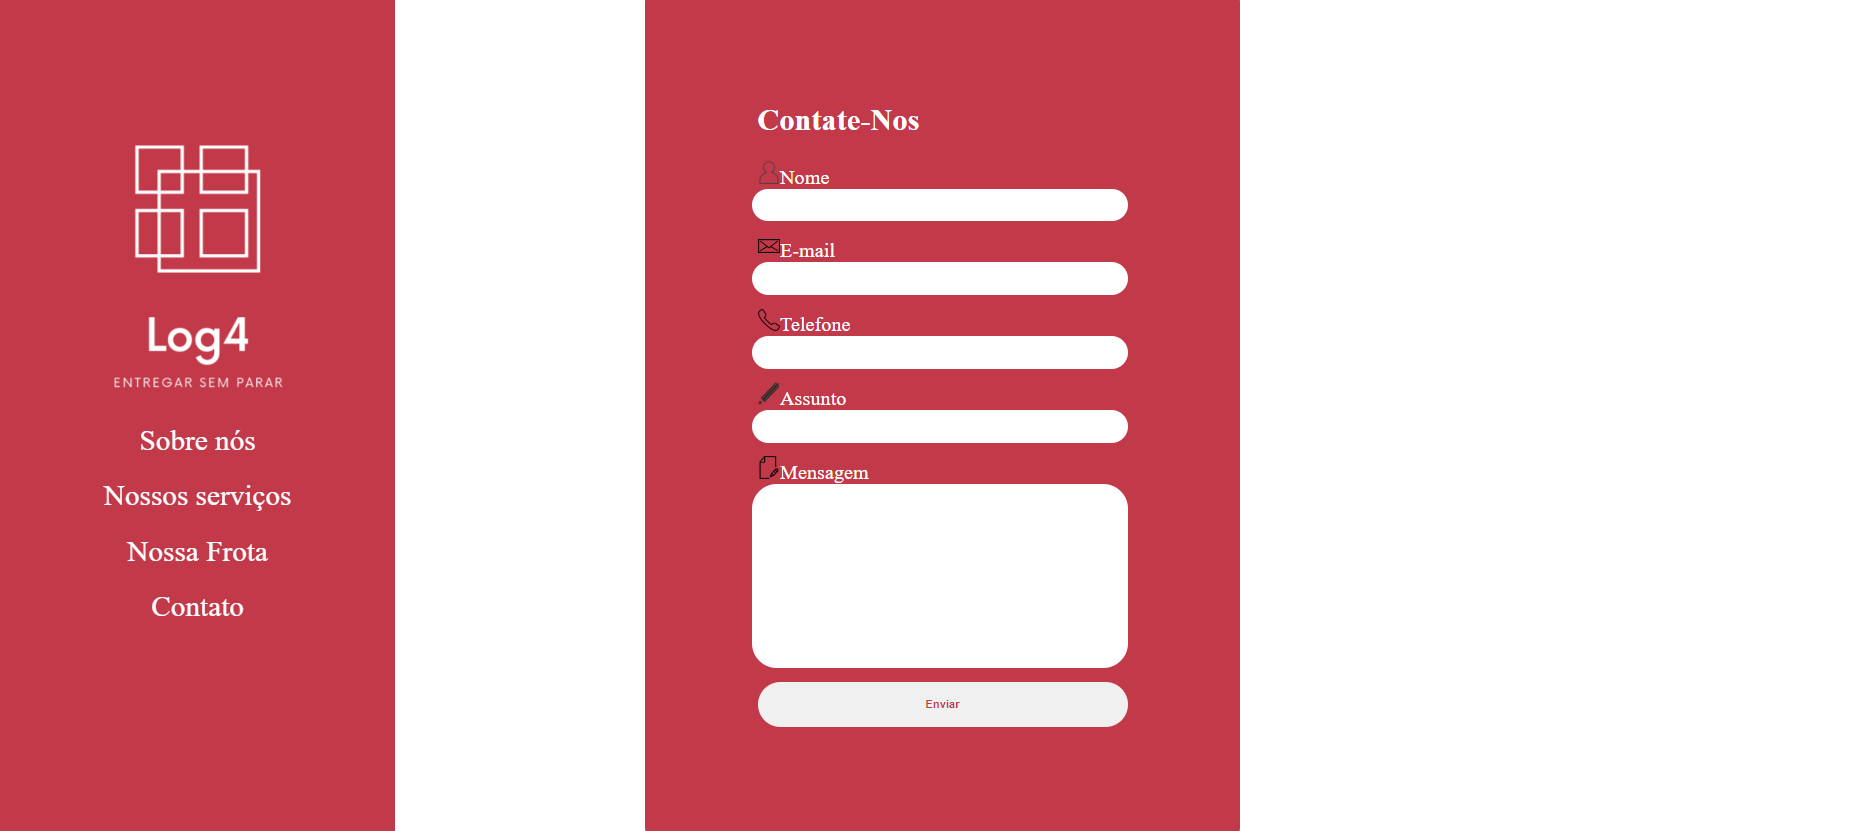 Log4
ENTREGAR SEM PARAR
Sobre nós
Nossos serviços
Nossa Frota
Contato
Contate-Nos
Nome
E-mail
Telefone
Assunto
Mensagem
Enviar